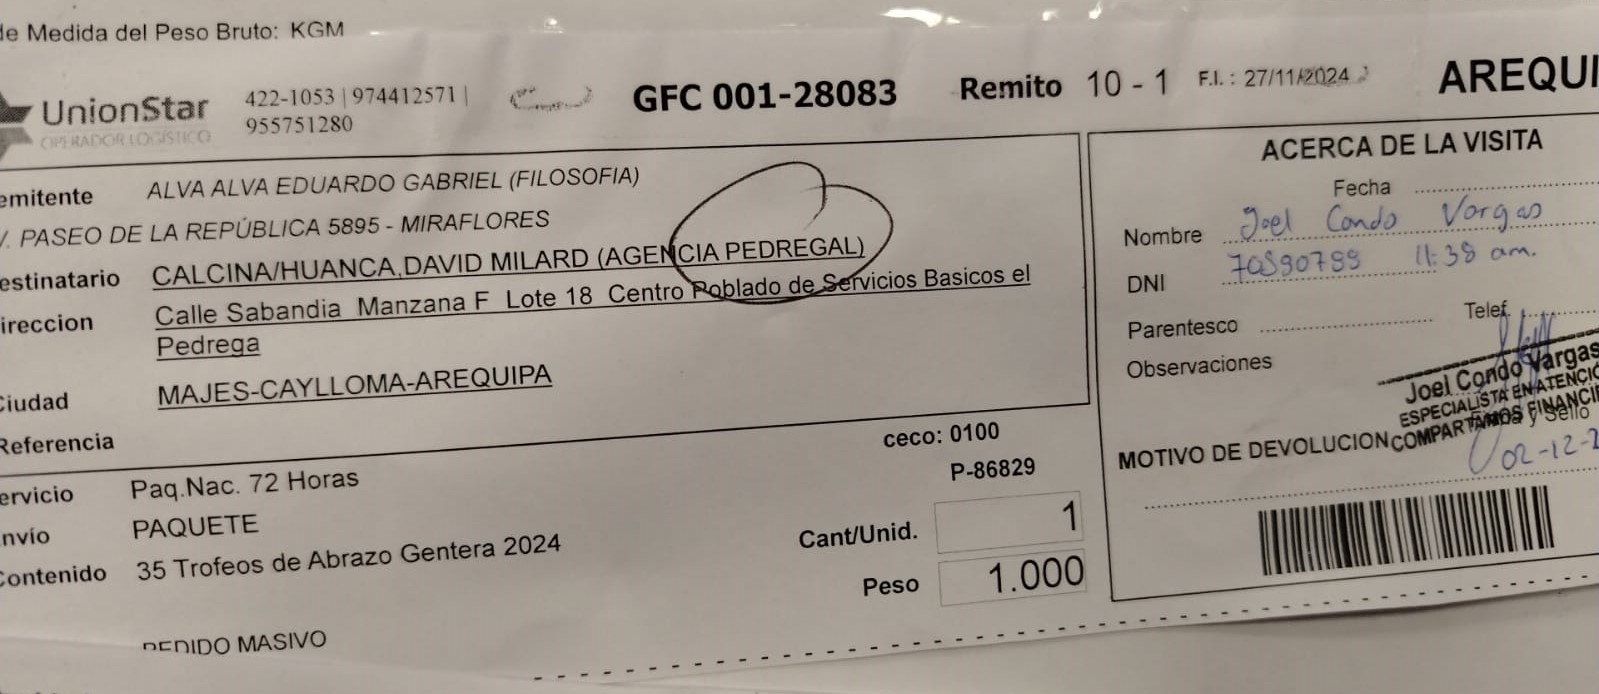 de Medida del Peso Bruto: KGM
UnionStar
OPERADOR LOGÍSTICO
422-1053 | 974412571 |
955751280
GFC 001-28083
Remito 10 - 1
F.I. : 27/11/2024
AREQUI
emitente ALVA ALVA EDUARDO GABRIEL (FILOSOFIA)
V. PASEO DE LA REPÚBLICA 5895 - MIRAFLORES
estinatario CALCINA/HUANCA,DAVID MILARD (AGENCIA PEDREGAL)
ireccion Calle Sabandia Manzana F Lote 18 Centro Poblado de Servicios Basicos el
Pedrega
Ciudad MAJES-CAYLLOMA-AREQUIPA
Referencia
ceco: 0100
ervicio Paq.Nac. 72 Horas
P-86829
nvío PAQUETE
Cant/Unid. 1
Contenido 35 Trofeos de Abrazo Gentera 2024
Peso 1.000
PEDIDO MASIVO
ACERCA DE LA VISITA
Fecha
Nombre Joel Condo Vargas
DNI 70590799 11:38 am.
Parentesco
Telef.
Observaciones
Joel Condo Vargas
ESPECIALISTA EN ATENCIÓ
COMPARTAMOS FINANCIE
Firma y Sello
MOTIVO DE DEVOLUCION
02-12-2